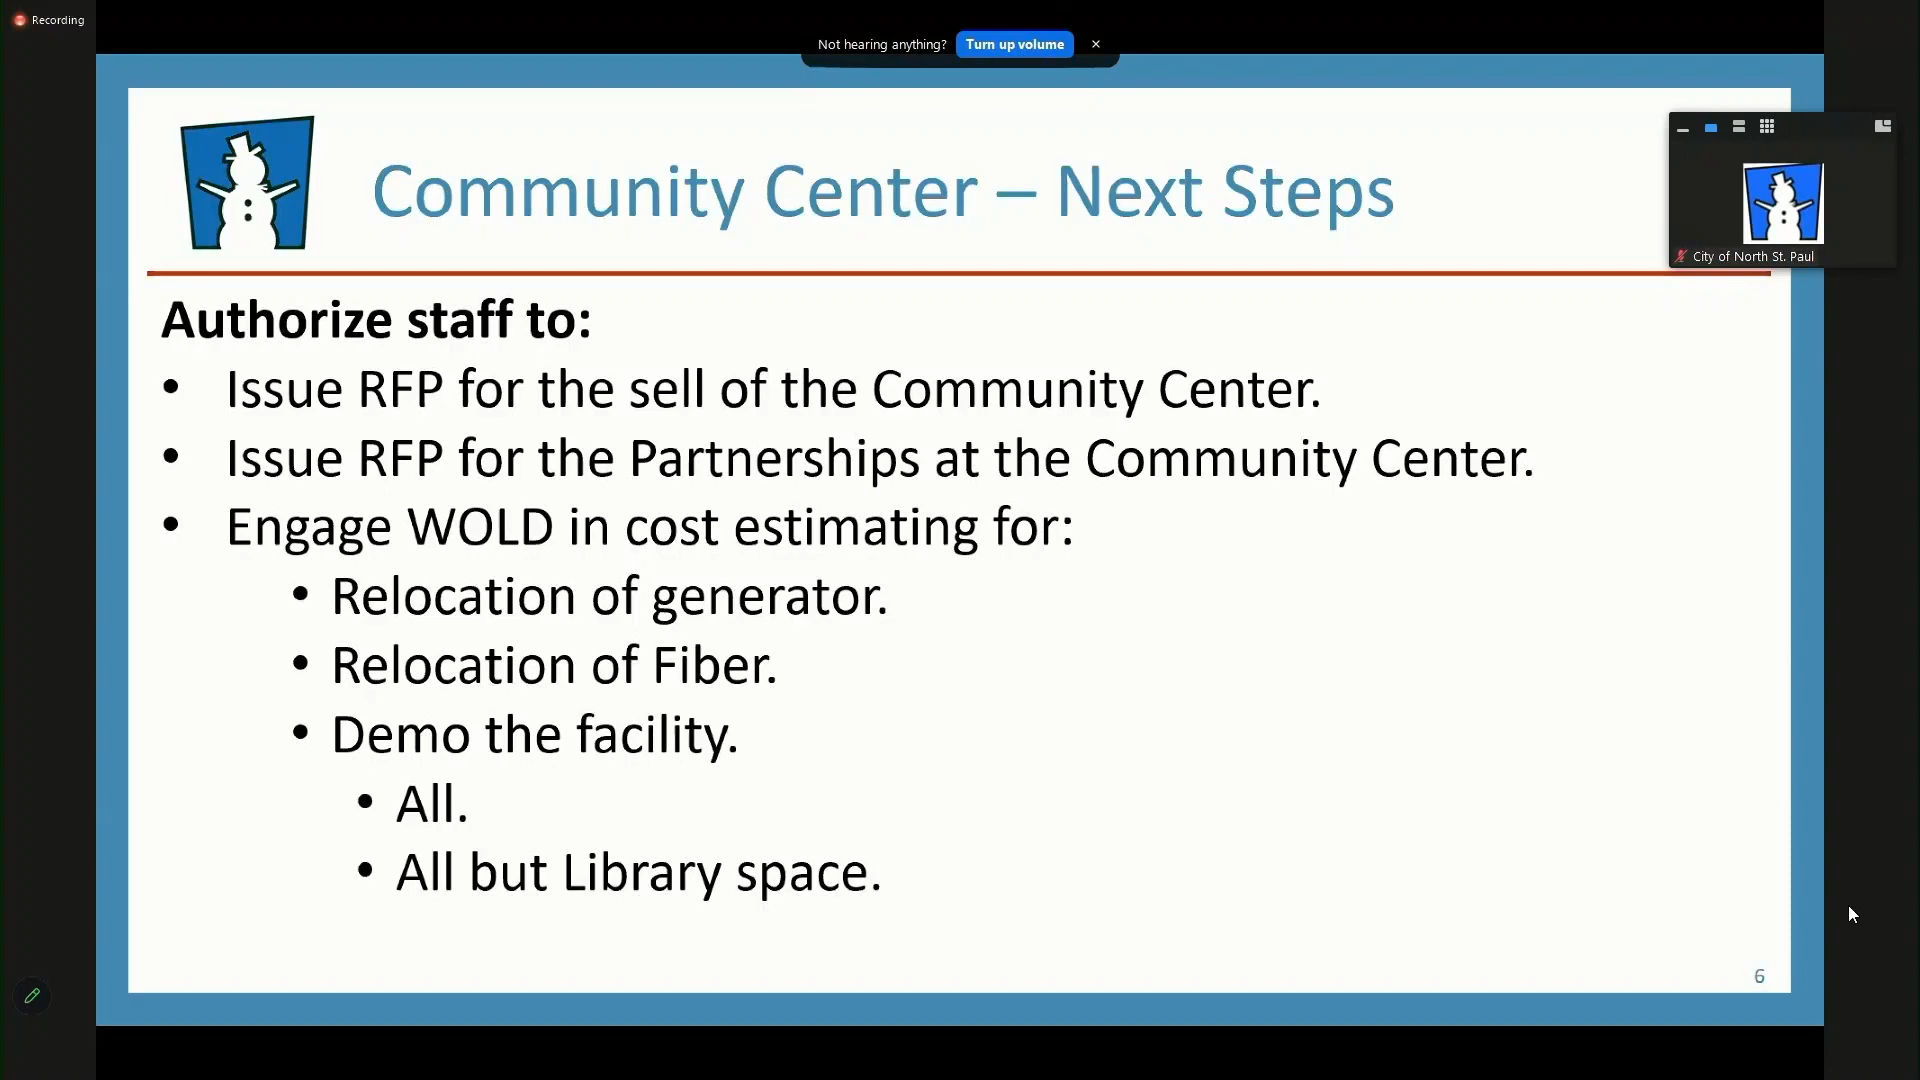 Recording
Not hearing anything? Turn up volume ×
Community Center – Next Steps
City of North St. Paul
Authorize staff to:
• Issue RFP for the sell of the Community Center.
• Issue RFP for the Partnerships at the Community Center.
• Engage WOLD in cost estimating for:
• Relocation of generator.
• Relocation of Fiber.
• Demo the facility.
• All.
• All but Library space.
6